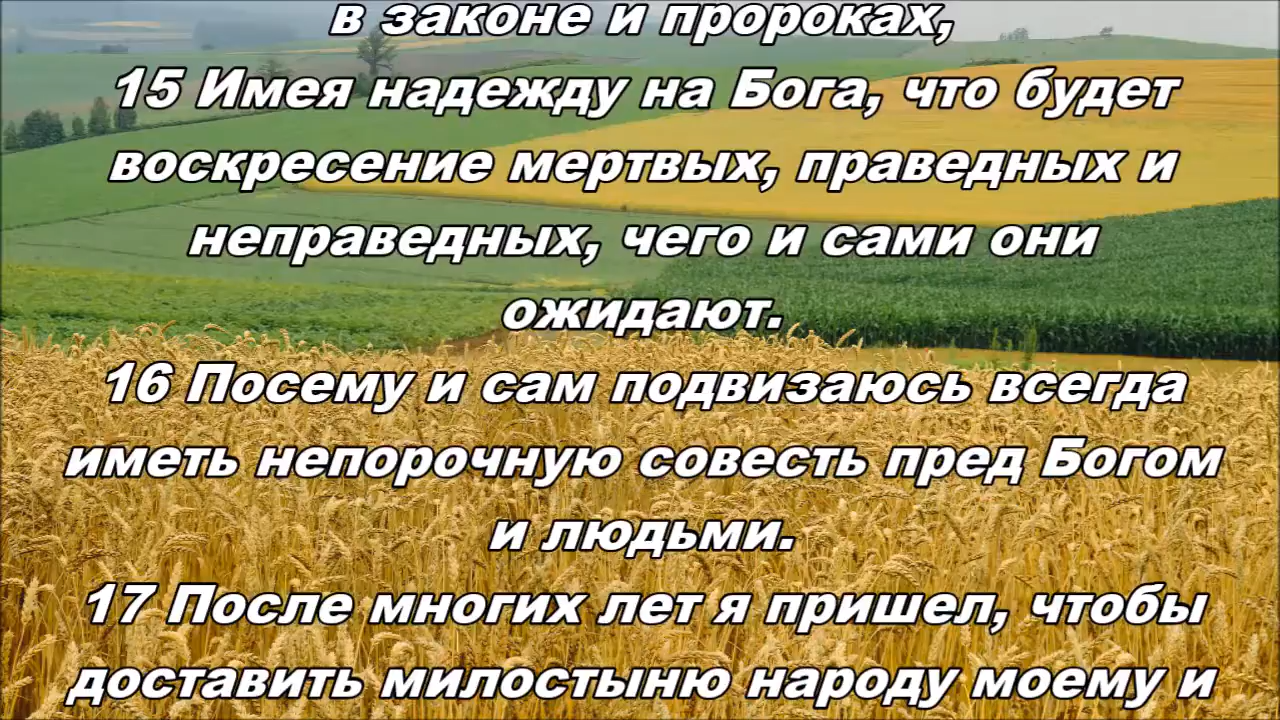 в законе и пророках,
15 Имея надежду на Бога, что будет
воскресение мертвых, праведных и
неправедных, чего и сами они
ожидают.
16 Посему и сам подвизаюсь всегда
иметь непорочную совесть пред Богом
и людьми.
17 После многих лет я пришел, чтобы
доставить милостыню народу моему и